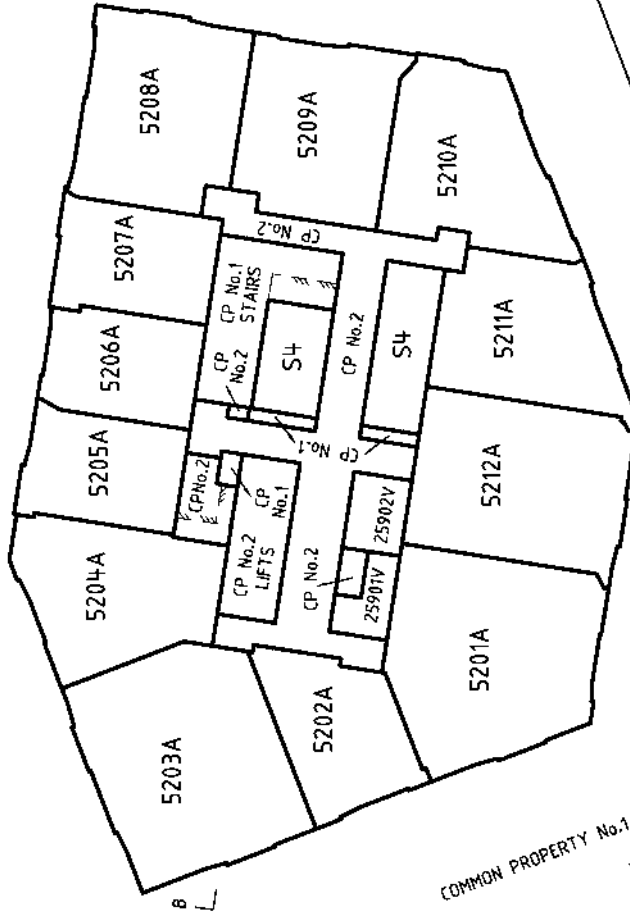 5208A
5207A
5209A
5206A
5210A
CP No.2
CP No.1
STAIRS
5205A
CP
No.2
S4
CP No.2
S4
5211A
5204A
CPNo.2
CP
No.1
CP No.1
CP
5212A
CP No.2
LIFTS
25902V
CP No.2
25901V
5203A
5202A
5201A
B
COMMON PROPERTY No.1